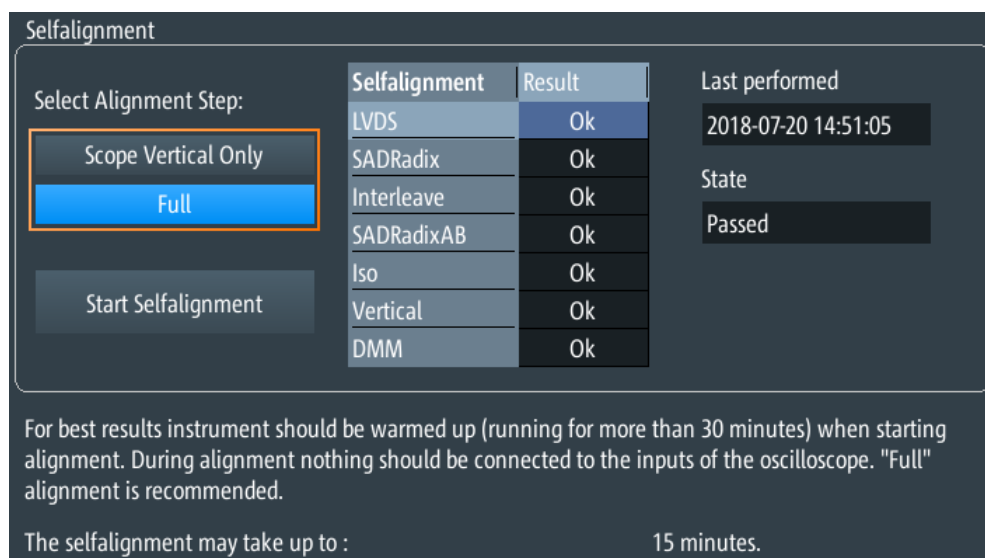 Selfalignment
Select Alignment Step:
Scope Vertical Only
Full
Start Selfalignment
Selfalignment Result
LVDS Ok
SADRadix Ok
Interleave Ok
SADRadixAB Ok
Iso Ok
Vertical Ok
DMM Ok
Last performed
2018-07-20 14:51:05
State
Passed
For best results instrument should be warmed up (running for more than 30 minutes) when starting
alignment. During alignment nothing should be connected to the inputs of the oscilloscope. "Full"
alignment is recommended.
The selfalignment may take up to : 15 minutes.